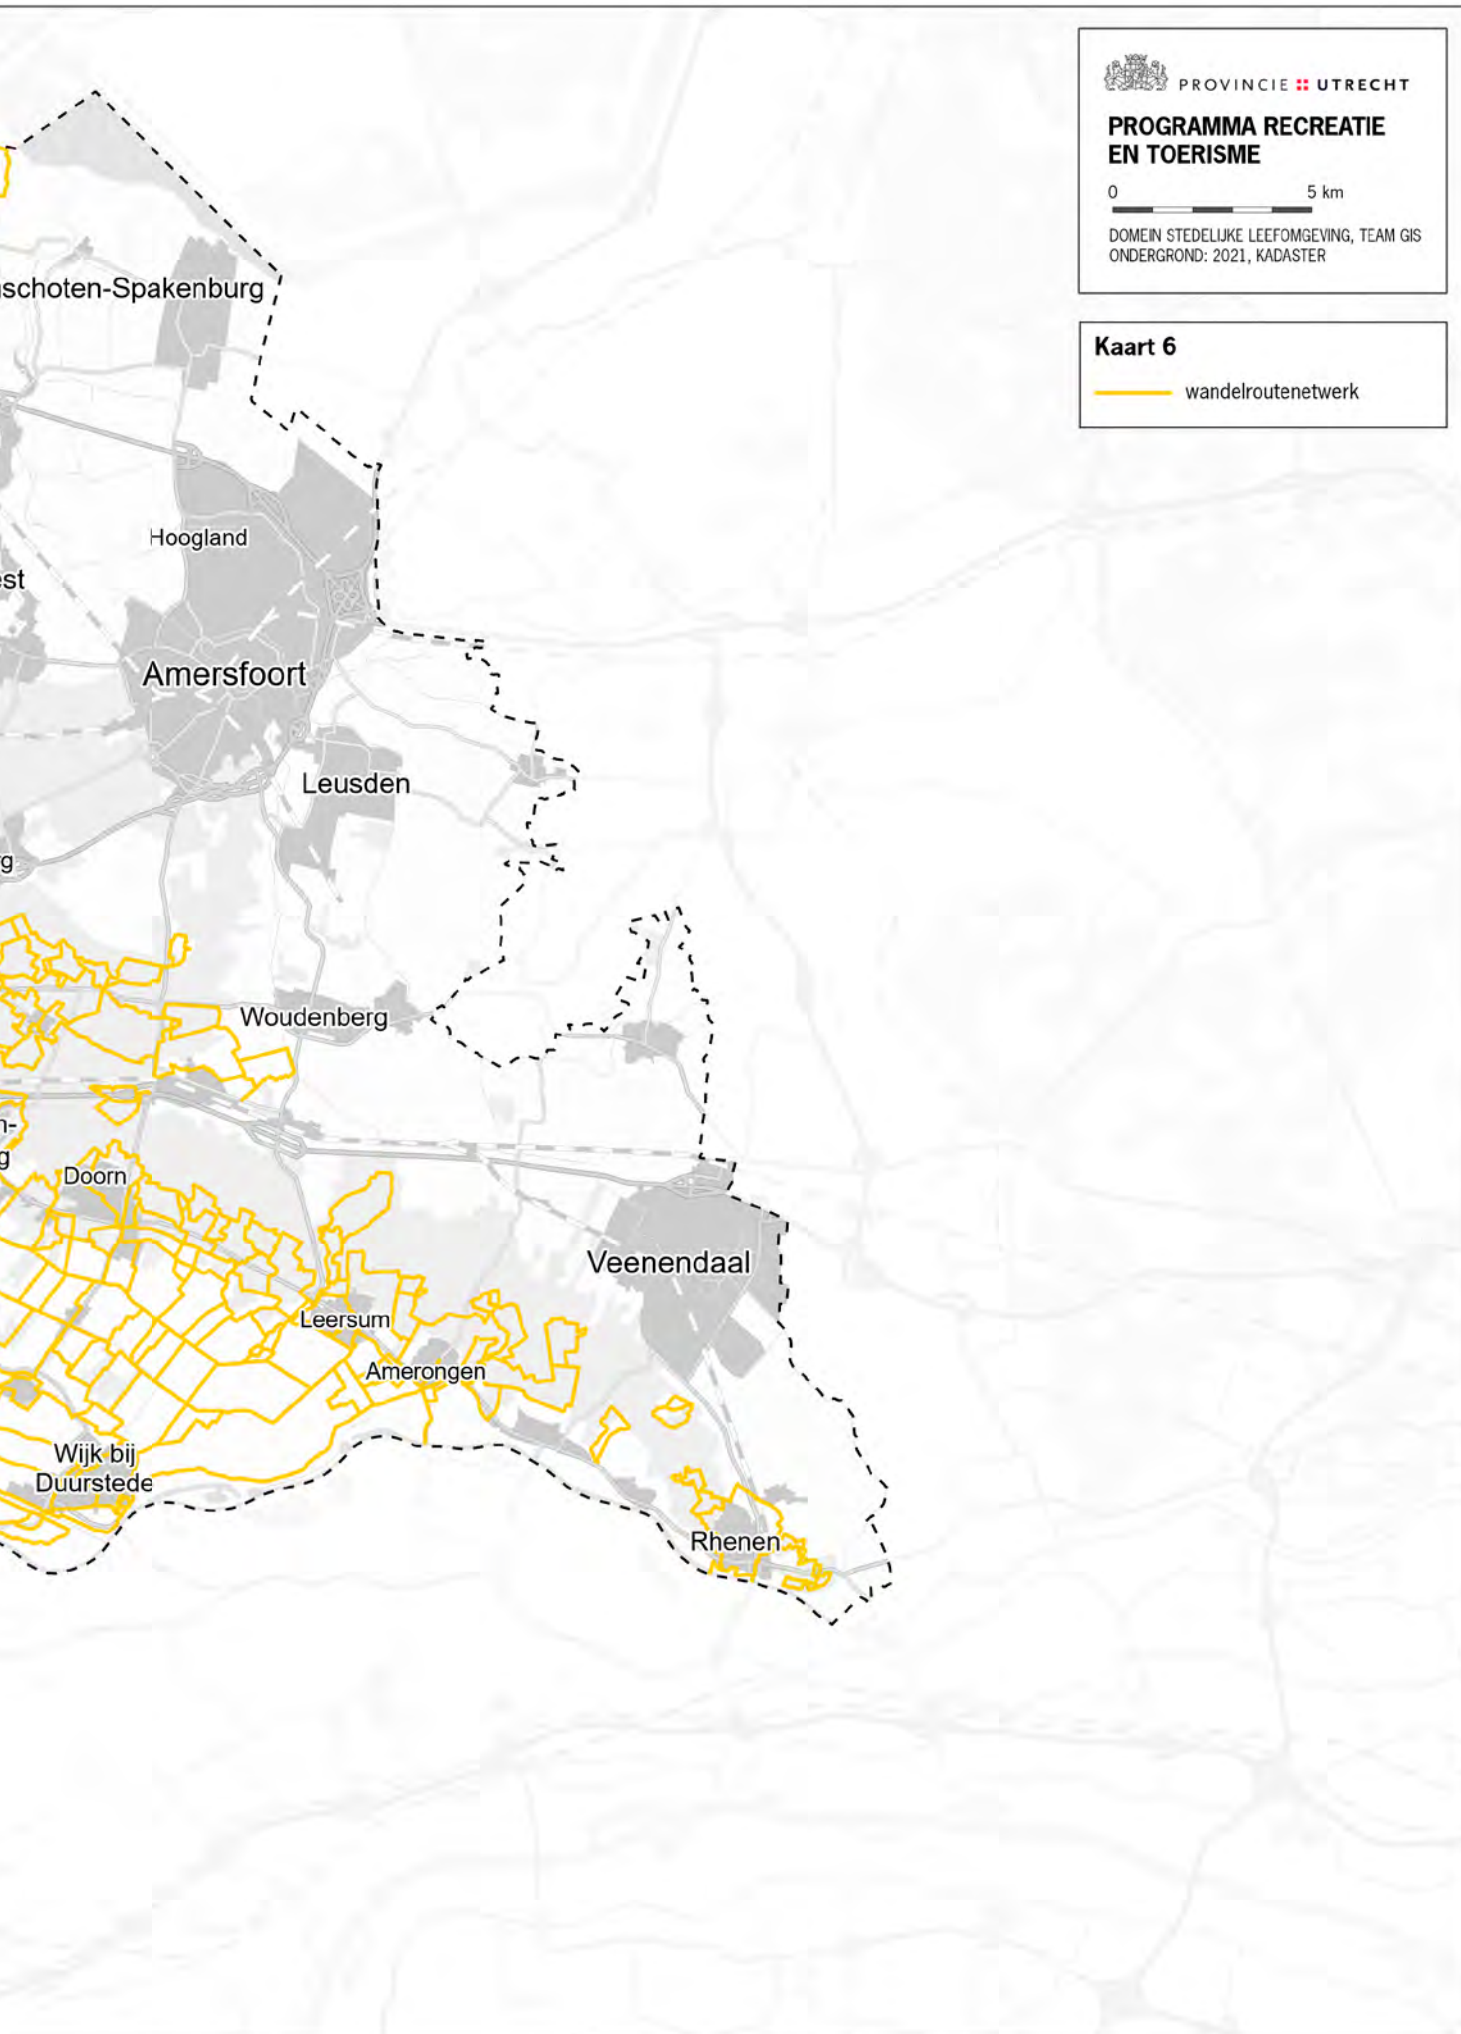 PROVINCIE UTRECHT
PROGRAMMA RECREATIE
EN TOERISME
0 5 km
DOMEIN STEDELIJKE LEEFOMGEVING, TEAM GIS
ONDERGROND: 2021, KADASTER
Kaart 6
wandelroutenetwerk
schoten-Spakenburg
Hoogland
est
Amersfoort
Leusden
g
Woudenberg
n-
g
Doorn
Veenendaal
Leersum
Amerongen
Wijk bij
Duurstede
Rhenen